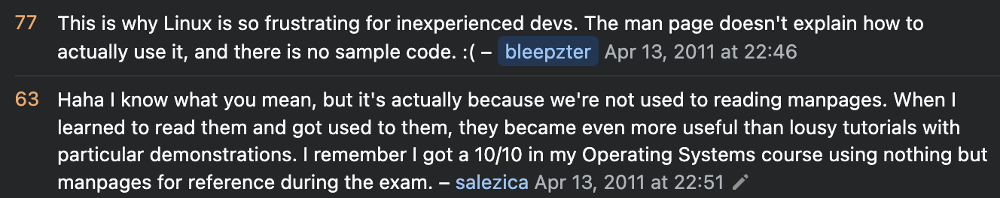 77 This is why Linux is so frustrating for inexperienced devs. The man page doesn't explain how to
actually use it, and there is no sample code. :( – bleepzter Apr 13, 2011 at 22:46
63 Haha I know what you mean, but it's actually because we're not used to reading manpages. When I
learned to read them and got used to them, they became even more useful than lousy tutorials with
particular demonstrations. I remember I got a 10/10 in my Operating Systems course using nothing but
manpages for reference during the exam. – salezica Apr 13, 2011 at 22:51